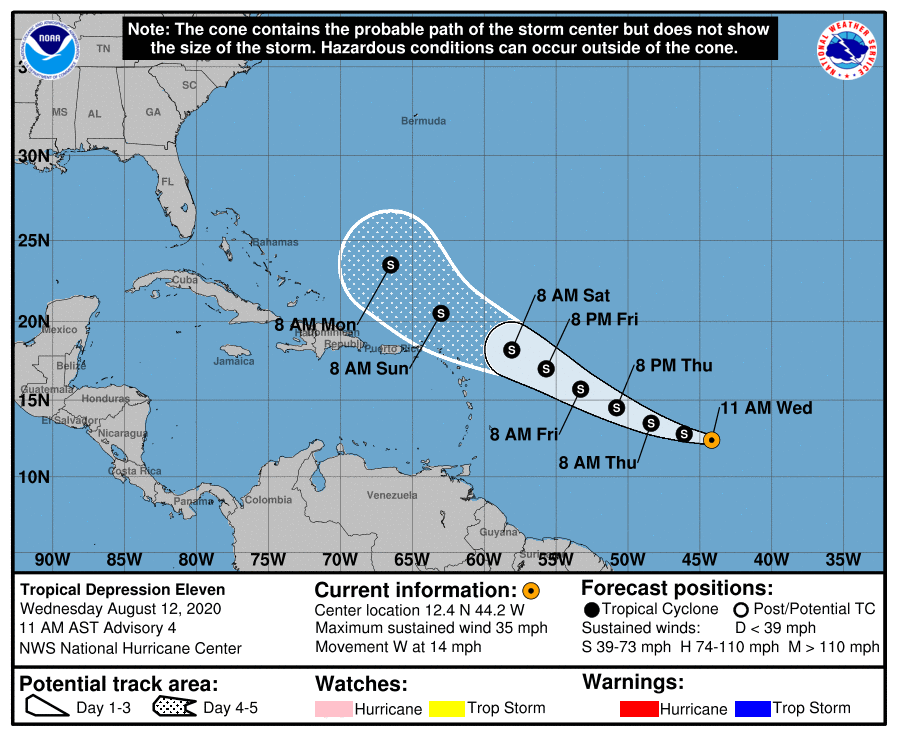 Note: The cone contains the probable path of the storm center but does not show
the size of the storm. Hazardous conditions can occur outside of the cone.
NOAA
NATIONAL WEATHER SERVICE
TN
SC
MS
AL
GA
Bermuda
30N
FL
25N
Bahamas
Cuba
S
8 AM Sat
S
8 PM Fri
20N
Mexico
8 AM Mon
Dominican
Republic
Puerto Rico
S
Jamaica
8 AM Sun
S
Belize
8 PM Thu
S
Guatemala
15N
Honduras
S
11 AM Wed
El Salvador
Nicaragua
8 AM Fri
S
S
8 AM Thu
Costa Rica
10N
Panama
Colombia
Venezuela
Guyana
90W 85W 80W 75W 70W 65W 60W 55W 50W 45W 40W 35W
Tropical Depression Eleven
Wednesday August 12, 2020
11 AM AST Advisory 4
NWS National Hurricane Center
Current information:
Center location 12.4 N 44.2 W
Maximum sustained wind 35 mph
Movement W at 14 mph
Forecast positions:
Tropical Cyclone Post/Potential TC
Sustained winds: D < 39 mph
S 39-73 mph H 74-110 mph M > 110 mph
Potential track area:
Day 1-3 Day 4-5
Watches:
Hurricane Trop Storm
Warnings:
Hurricane Trop Storm